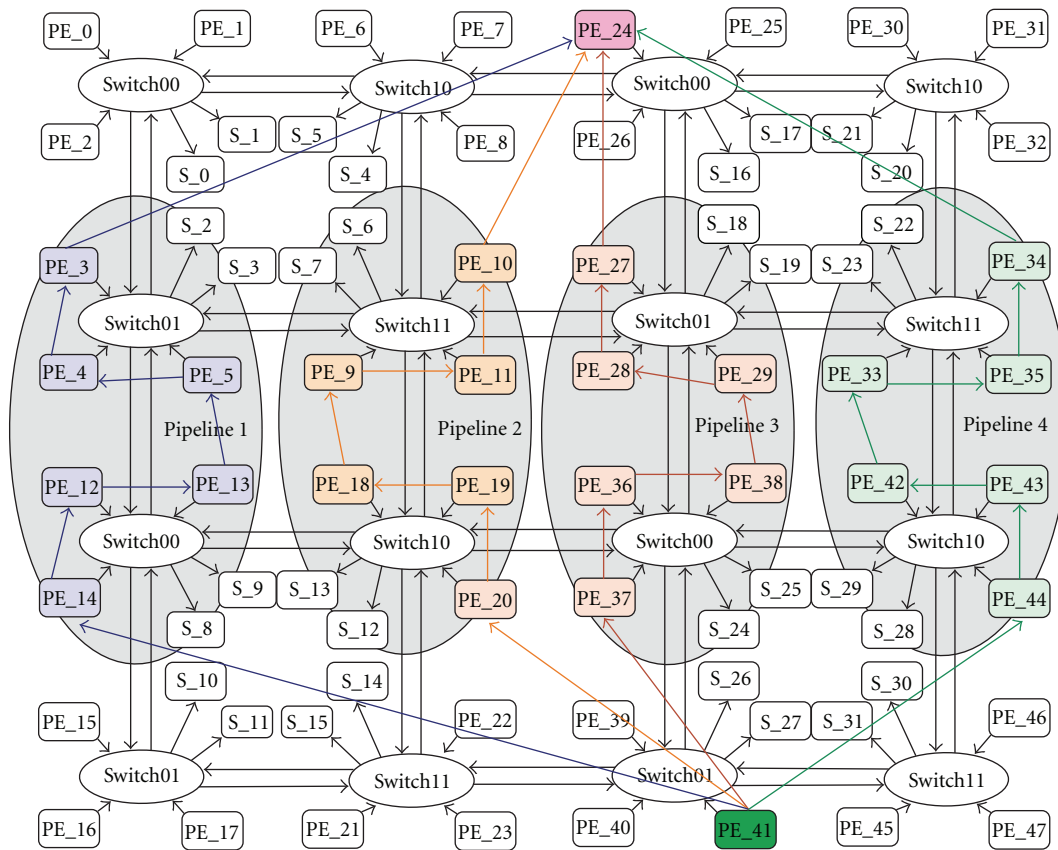 PE_0
PE_1
PE_6
PE_7
PE_24
PE_25
PE_30
PE_31
Switch00
Switch10
Switch00
Switch10
PE_2
S_1
S_5
PE_8
PE_26
S_17
S_21
PE_32
S_0
S_4
S_16
S_20
S_2
S_6
S_18
S_22
PE_3
S_3
S_7
PE_10
PE_27
S_19
S_23
PE_34
Switch01
Switch11
Switch01
Switch11
PE_4
PE_5
PE_9
PE_11
PE_28
PE_29
PE_33
PE_35
Pipeline 1
Pipeline 2
Pipeline 3
Pipeline 4
PE_12
PE_13
PE_18
PE_19
PE_36
PE_38
PE_42
PE_43
Switch00
Switch10
Switch00
Switch10
PE_14
S_9
S_13
PE_20
PE_37
S_25
S_29
PE_44
S_8
S_12
S_24
S_28
S_10
S_14
S_26
S_30
PE_15
S_11
S_15
PE_22
PE_39
S_27
S_31
PE_46
Switch01
Switch11
Switch01
Switch11
PE_16
PE_17
PE_21
PE_23
PE_40
PE_41
PE_45
PE_47